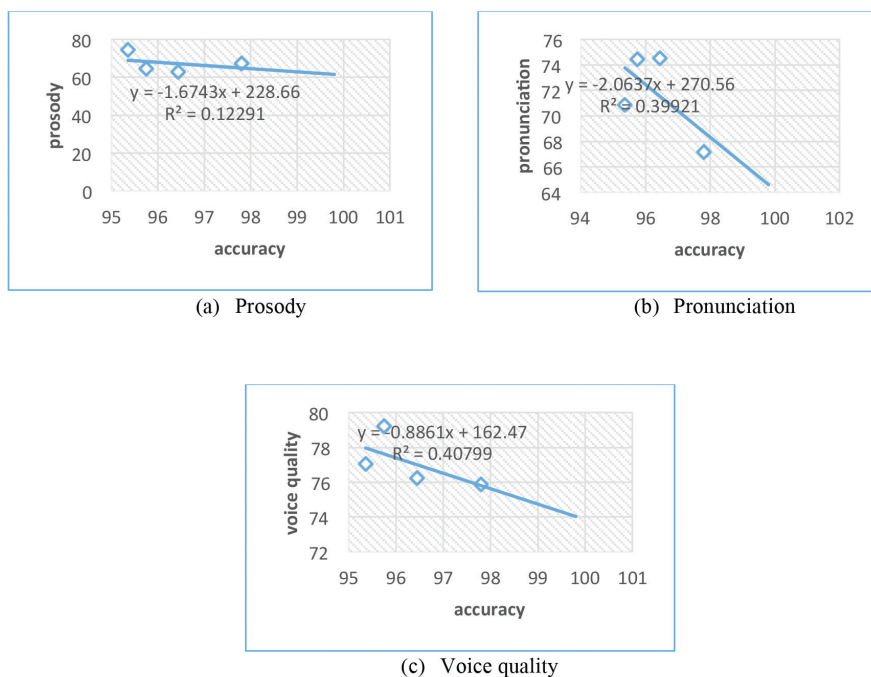 80
60
40
20
0
prosody
y = -1.6743x + 228.66
R² = 0.12291
95 96 97 98 99 100 101
accuracy
(a) Prosody
76
74
72
70
68
66
64
pronunciation
y = -2.0637x + 270.56
R² = 0.39921
94 96 98 100 102
accuracy
(b) Pronunciation
80
78
76
74
72
voice quality
y = -0.8861x + 162.47
R² = 0.40799
95 96 97 98 99 100 101
accuracy
(c) Voice quality